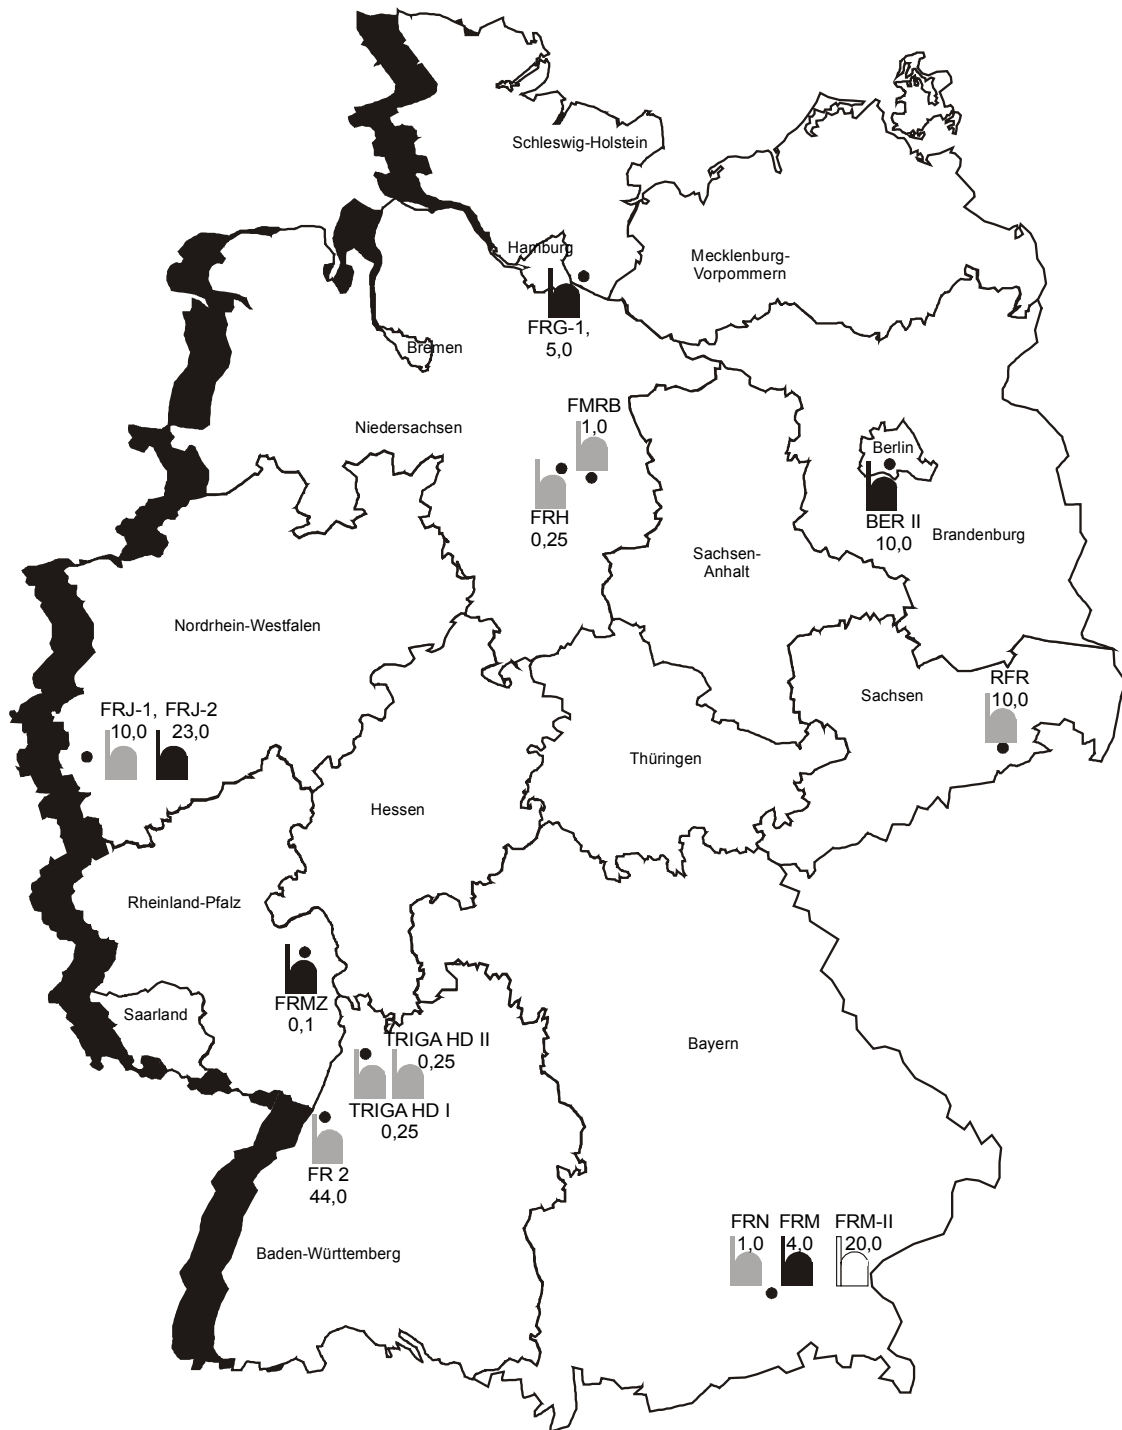 Schleswig-Holstein
Hamburg
Mecklenburg-
Vorpommern
FRG-1,
5,0
Bremen
FMRB
1,0
Niedersachsen
Berlin
FRH
0,25
BER II
10,0
Brandenburg
Sachsen-
Anhalt
Nordrhein-Westfalen
RFR
10,0
Sachsen
FRJ-1, FRJ-2
10,0 23,0
Thüringen
Hessen
Rheinland-Pfalz
FRMZ
0,1
Saarland
TRIGA HD II
0,25
Bayern
TRIGA HD I
0,25
FR 2
44,0
FRN FRM FRM-II
1,0 4,0 20,0
Baden-Württemberg